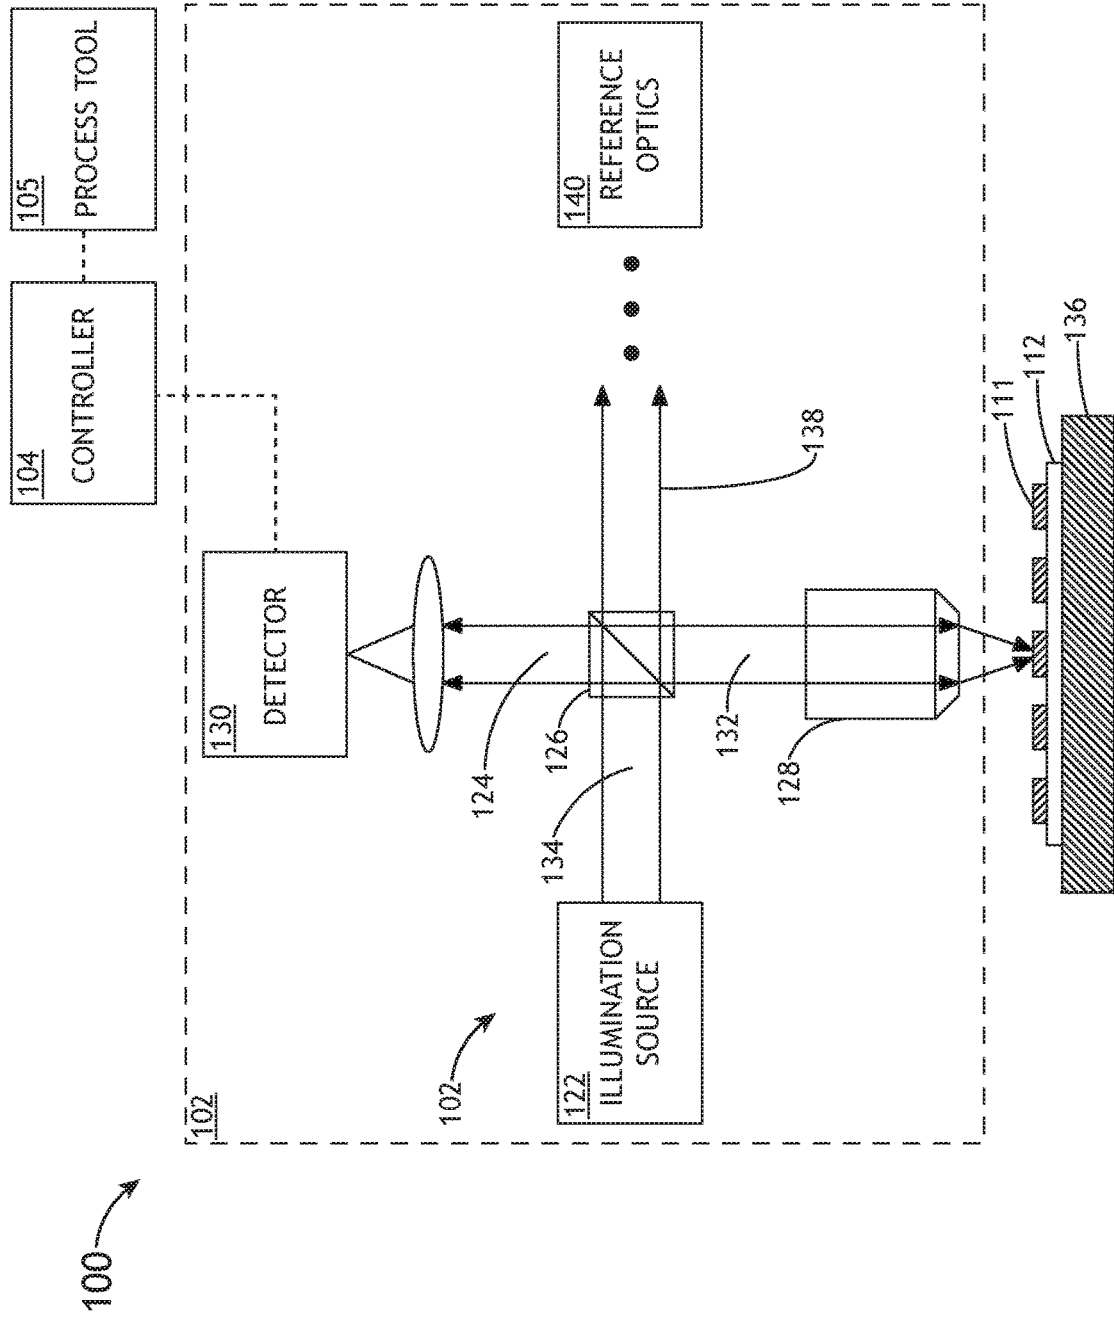 100
102
104
CONTROLLER
105
PROCESS TOOL
130
DETECTOR
102
124
126
134
132
128
138
122
ILLUMINATION
SOURCE
140
REFERENCE
OPTICS
111
112
136